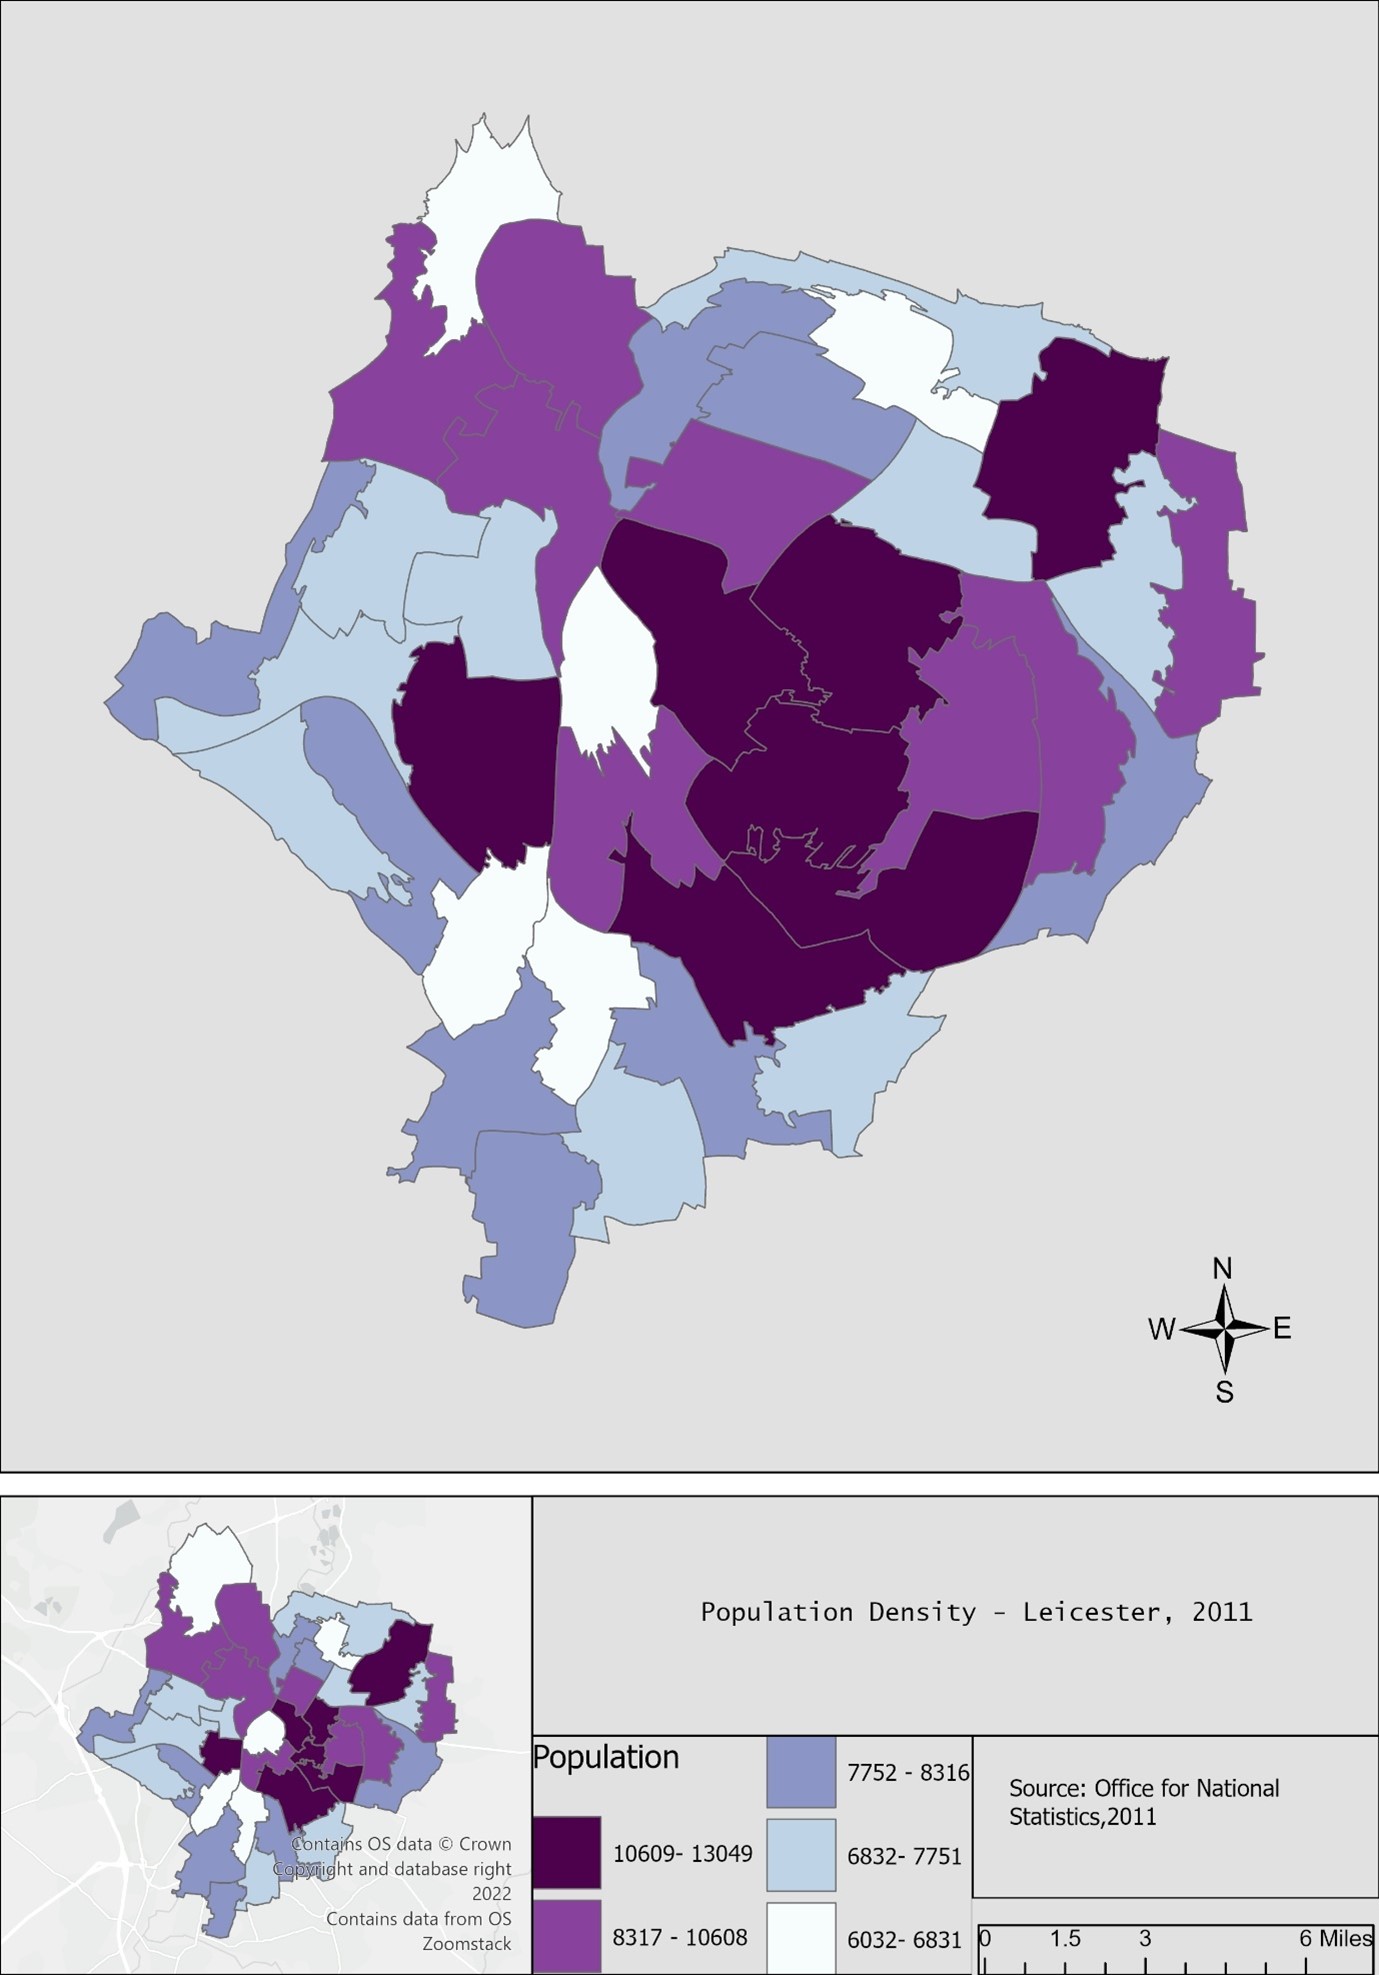 N
W E
S
Population Density - Leicester, 2011
Population
10609- 13049
8317 - 10608
7752 - 8316
6832- 7751
6032- 6831
Source: Office for National
Statistics,2011
0 1.5 3 6 Miles
Contains OS data © Crown
Copyright and database right
2022
Contains data from OS
Zoomstack